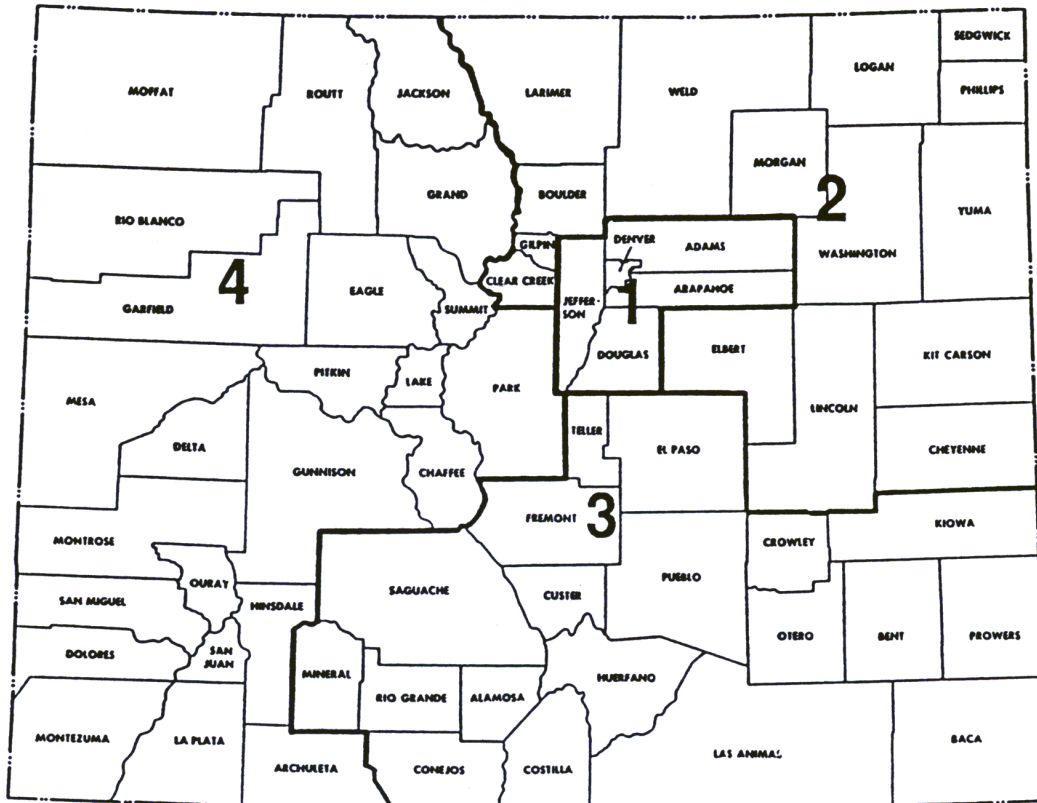 SEDGWICK
LOGAN
MOFFAT
ROUTT
JACKSON
LARIMER
WELD
PHILLIPS
MORGAN
GRAND
BOULDER
2
YUMA
RIO BLANCO
GILPIN
DENVER
ADAMS
WASHINGTON
4
EAGLE
CLEAR CREEK
1
ARAPAHOE
GARFIELD
SUMMIT
JEFFER-
SON
DOUGLAS
ELBERT
KIT CARSON
PITKIN
LAKE
PARK
MESA
LINCOLN
TELLER
DELTA
GUNNISON
CHAFFEE
EL PASO
CHEYENNE
FREMONT
3
KIOWA
MONTROSE
CROWLEY
OURAY
PUEBLO
SAN MIGUEL
HINSDALE
SAGUACHE
CUSTER
OTERO
BENT
PROWERS
DOLORES
SAN
JUAN
MINERAL
HUERFANO
RIO GRANDE
ALAMOSA
MONTEZUMA
LA PLATA
LAS ANIMAS
BACA
ARCHULETA
CONEJOS
COSTILLA